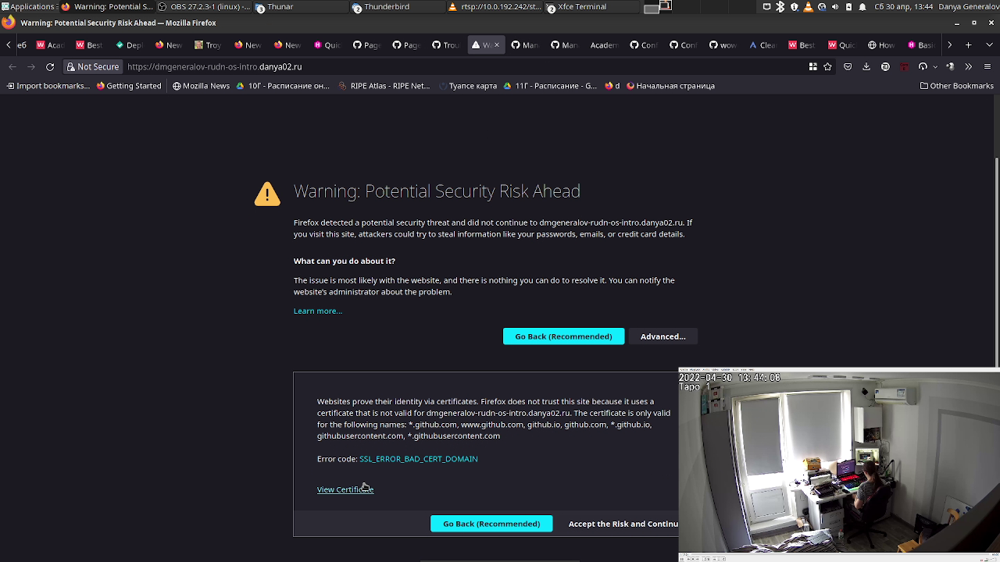 Applications
Warning: Potential S...
OBS 27.2.3-1 (linux) -...
3 Thunar
2 Thunderbird
rtsp://10.0.192.242/st...
2 Xfce Terminal
Сб 30 апр, 13:44
Danya Generalov
Warning: Potential Security Risk Ahead — Mozilla Firefox
Acad
Best
Depl
New
Troy
New
New
Quic
Page
Page
Trou
Man
Academ
Conf
Conf
wow
Clea
Best
Quic
How
Basi
Not Secure
https://dmgeneralov-rudn-os-intro.danya02.ru
Import bookmarks...
Getting Started
Mozilla News
10Г - Расписание он...
RIPE Atlas - RIPE Net...
Туапсе карта
11Г - Расписание - G...
d
Начальная страница
Other Bookmarks
Warning: Potential Security Risk Ahead
Firefox detected a potential security threat and did not continue to dmgeneralov-rudn-os-intro.danya02.ru. If
you visit this site, attackers could try to steal information like your passwords, emails, or credit card details.
What can you do about it?
The issue is most likely with the website, and there is nothing you can do to resolve it. You can notify the
website’s administrator about the problem.
Learn more...
Go Back (Recommended)
Advanced...
Websites prove their identity via certificates. Firefox does not trust this site because it uses a
certificate that is not valid for dmgeneralov-rudn-os-intro.danya02.ru. The certificate is only valid
for the following names: *.github.com, www.github.com, github.io, github.com, *.github.io,
githubusercontent.com, *.githubusercontent.com
Error code: SSL_ERROR_BAD_CERT_DOMAIN
View Certificate
Go Back (Recommended)
Accept the Risk and Continu
2022-04-30 13:44:06
Tapo 1